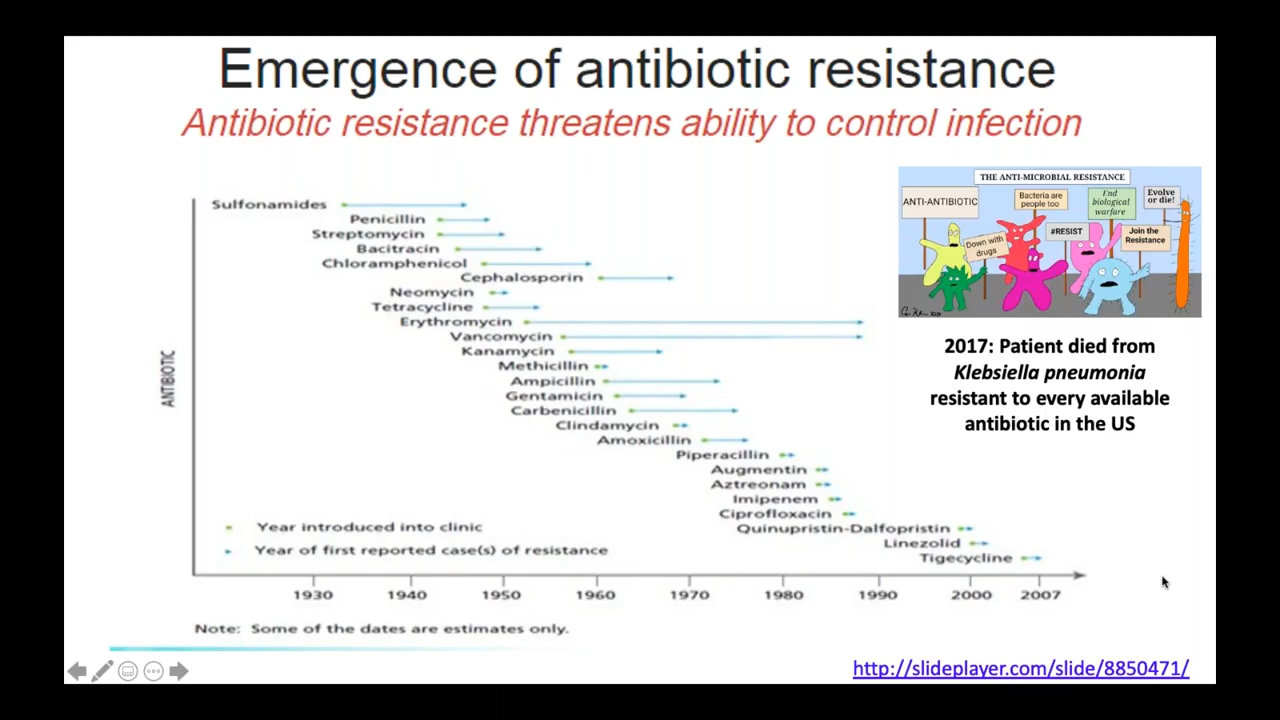 Emergence of antibiotic resistance
Antibiotic resistance threatens ability to control infection
ANTIBIOTIC
Sulfonamides
Penicillin
Streptomycin
Bacitracin
Chloramphenicol
Cephalosporin
Neomycin
Tetracycline
Erythromycin
Vancomycin
Kanamycin
Methicillin
Ampicillin
Gentamicin
Carbenicillin
Clindamycin
Amoxicillin
Piperacillin
Augmentin
Aztreonam
Imipenem
Ciprofloxacin
Quinupristin-Dalfopristin
Linezolid
Tigecycline
Year introduced into clinic
Year of first reported case(s) of resistance
1930 1940 1950 1960 1970 1980 1990 2000 2007
Note: Some of the dates are estimates only.
THE ANTI-MICROBIAL RESISTANCE
ANTI-ANTIBIOTIC
Bacteria are
people too
End
biological
warfare
Evolve
or die!
Down with
drugs
#RESIST
Join the
Resistance
2017: Patient died from
Klebsiella pneumonia
resistant to every available
antibiotic in the US
http://slideplayer.com/slide/8850471/